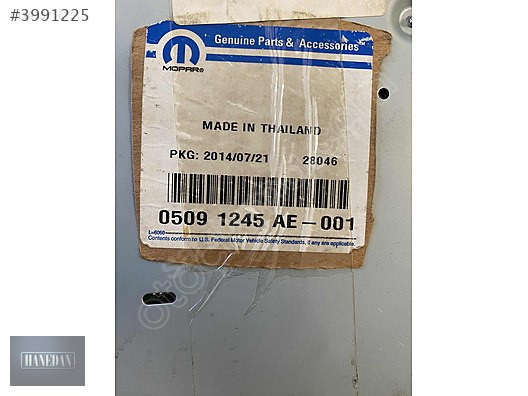 #3991225
Genuine Parts & Accessories
MOPAR®
MADE IN THAILAND
PKG: 2014/07/21 28046
0509 1245 AE-001
L=6060
Contents conform to U.S. Federal Motor Vehicle Safety Standards, if any are applicable.
HANEDAN